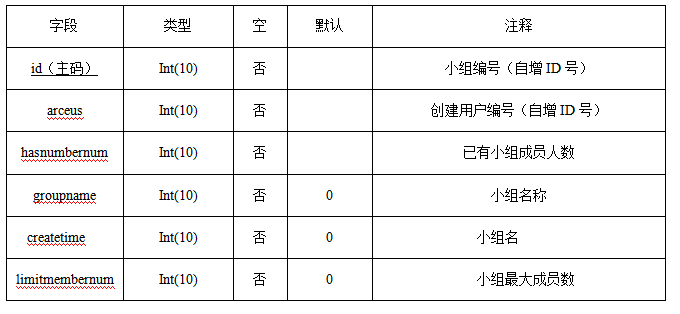 字段 类型 空 默认 注释
id（主码） Int(10) 否 小组编号（自增 ID 号）
arceus Int(10) 否 创建用户编号（自增 ID 号）
hasnumbernum Int(10) 否 已有小组成员人数
groupname Int(10) 否 0 小组名称
createtime Int(10) 否 0 小组名
limitmembernum Int(10) 否 0 小组最大成员数